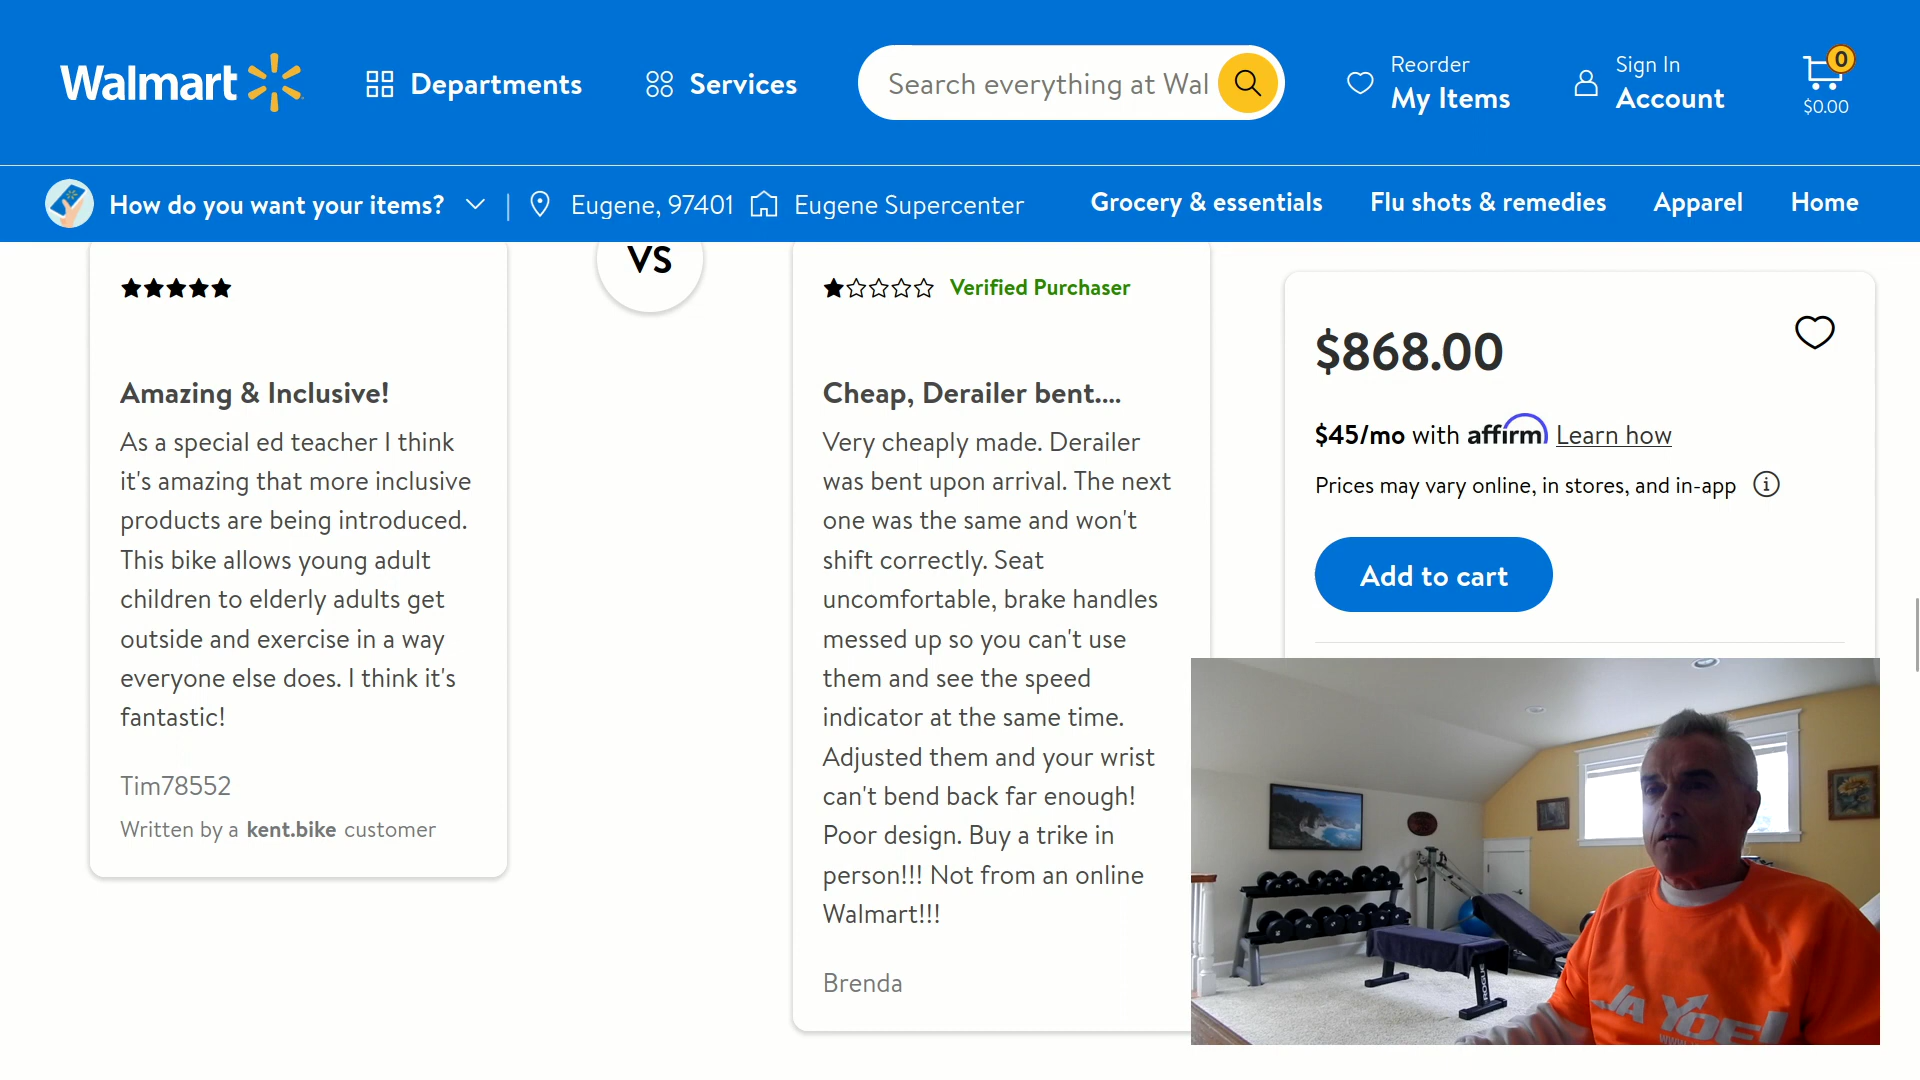 Walmart
Departments
Services
Search everything at Wal
Reorder
My Items
Sign In
Account
0
$0.00
How do you want your items?
Eugene, 97401
Eugene Supercenter
Grocery & essentials
Flu shots & remedies
Apparel
Home
Amazing & Inclusive!
As a special ed teacher I think
it's amazing that more inclusive
products are being introduced.
This bike allows young adult
children to elderly adults get
outside and exercise in a way
everyone else does. I think it's
fantastic!
Tim78552
Written by a kent.bike customer
VS
Verified Purchaser
Cheap, Derailer bent....
Very cheaply made. Derailer
was bent upon arrival. The next
one was the same and won't
shift correctly. Seat
uncomfortable, brake handles
messed up so you can't use
them and see the speed
indicator at the same time.
Adjusted them and your wrist
can't bend back far enough!
Poor design. Buy a trike in
person!!! Not from an online
Walmart!!!
Brenda
$868.00
$45/mo with affirm Learn how
Prices may vary online, in stores, and in-app
Add to cart
ROGUE